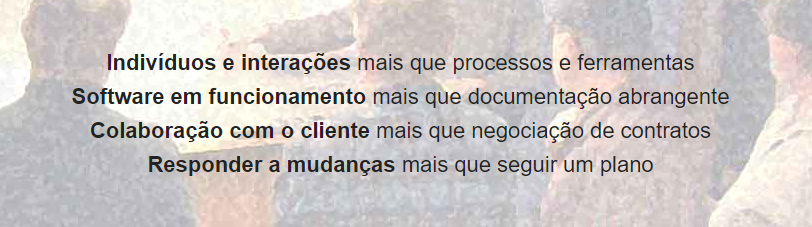 Indivíduos e interações mais que processos e ferramentas
Software em funcionamento mais que documentação abrangente
Colaboração com o cliente mais que negociação de contratos
Responder a mudanças mais que seguir um plano